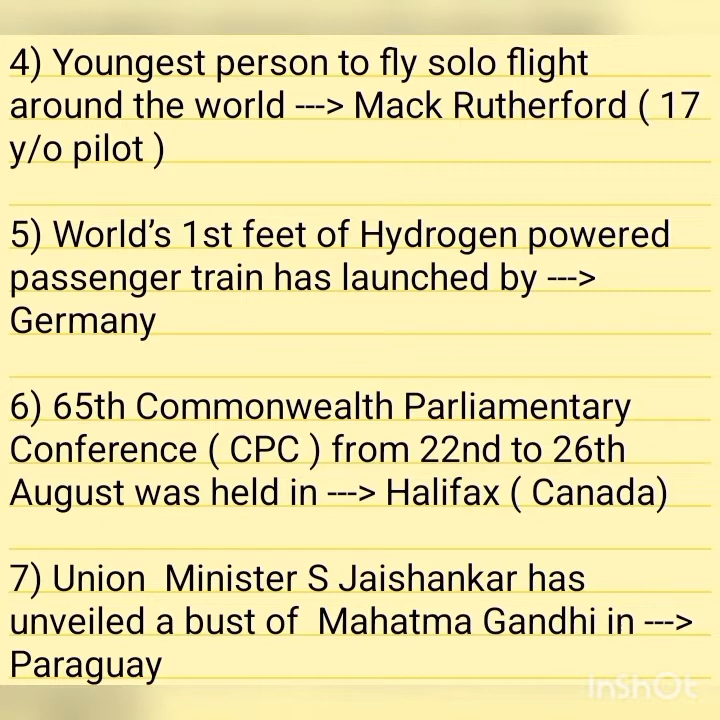 4) Youngest person to fly solo flight
around the world ---> Mack Rutherford ( 17
y/o pilot )
5) World’s 1st feet of Hydrogen powered
passenger train has launched by --->
Germany
6) 65th Commonwealth Parliamentary
Conference ( CPC ) from 22nd to 26th
August was held in ---> Halifax ( Canada)
7) Union  Minister S Jaishankar has
unveiled a bust of  Mahatma Gandhi in --->
Paraguay
InShOt